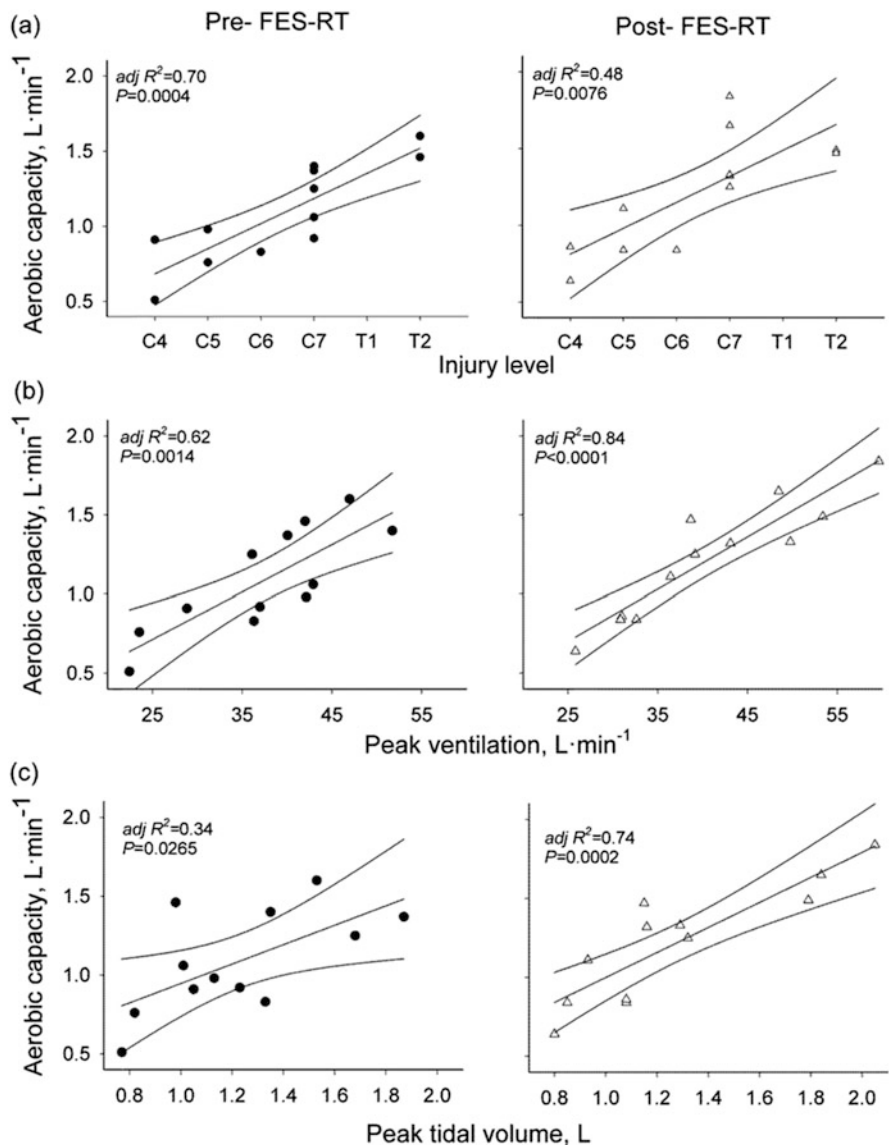 (a)
Pre- FES-RT
Post- FES-RT
adj R²=0.70
P=0.0004
adj R²=0.48
P=0.0076
Aerobic capacity, L·min⁻¹
2.0
1.5
1.0
0.5
C4 C5 C6 C7 T1 T2
C4 C5 C6 C7 T1 T2
Injury level
(b)
adj R²=0.62
P=0.0014
adj R²=0.84
P<0.0001
Aerobic capacity, L·min⁻¹
2.0
1.5
1.0
0.5
25 35 45 55
25 35 45 55
Peak ventilation, L·min⁻¹
(c)
adj R²=0.34
P=0.0265
adj R²=0.74
P=0.0002
Aerobic capacity, L·min⁻¹
2.0
1.5
1.0
0.5
0.8 1.0 1.2 1.4 1.6 1.8 2.0
0.8 1.0 1.2 1.4 1.6 1.8 2.0
Peak tidal volume, L